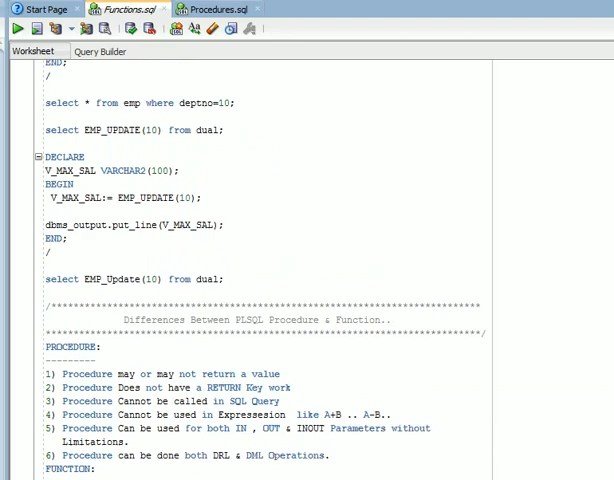 Start Page
Functions.sql
Procedures.sql
Worksheet
Query Builder
END;
/
select * from emp where deptno=10;
select EMP_UPDATE(10) from dual;
DECLARE
V_MAX_SAL VARCHAR2(100);
BEGIN
V_MAX_SAL:= EMP_UPDATE(10);
dbms_output.put_line(V_MAX_SAL);
END;
/
select EMP_Update(10) from dual;
/*******************************************************************************
Differences Between PLSQL Procedure & Function..
*******************************************************************************/
PROCEDURE:
---------
1) Procedure may or may not return a value
2) Procedure Does not have a RETURN Key work
3) Procedure Cannot be called in SQL Query
4) Procedure Cannot be used in Expressesion like A+B .. A-B..
5) Procedure Can be used for both IN , OUT & INOUT Parameters without
Limitations.
6) Procedure can be done both DRL & DML Operations.
FUNCTION: